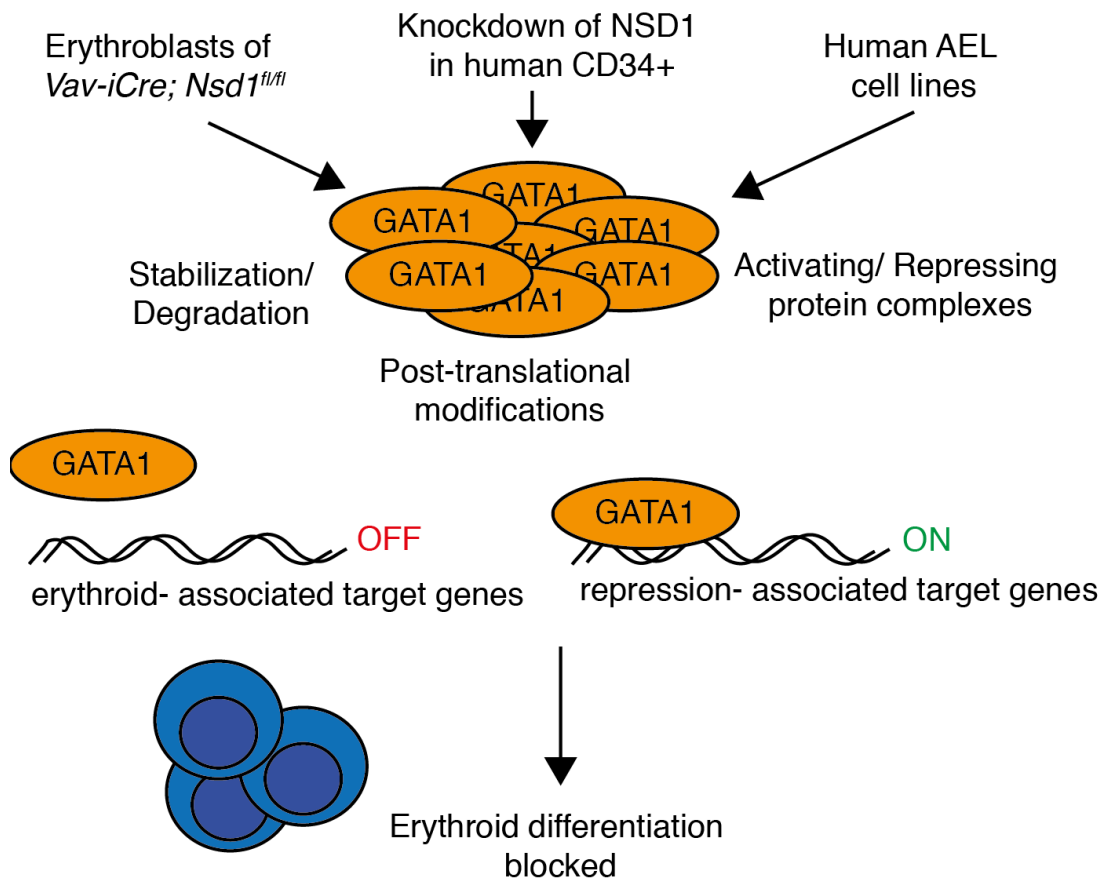 Erythroblasts of
Vav-iCre; Nsd1fl/fl
Knockdown of NSD1
in human CD34+
Human AEL
cell lines
GATA1
GATA1
GATA1
GATA1
GATA1
GATA1
Stabilization/
Degradation
Activating/ Repressing
protein complexes
Post-translational
modifications
GATA1
OFF
erythroid- associated target genes
GATA1
ON
repression- associated target genes
Erythroid differentiation
blocked